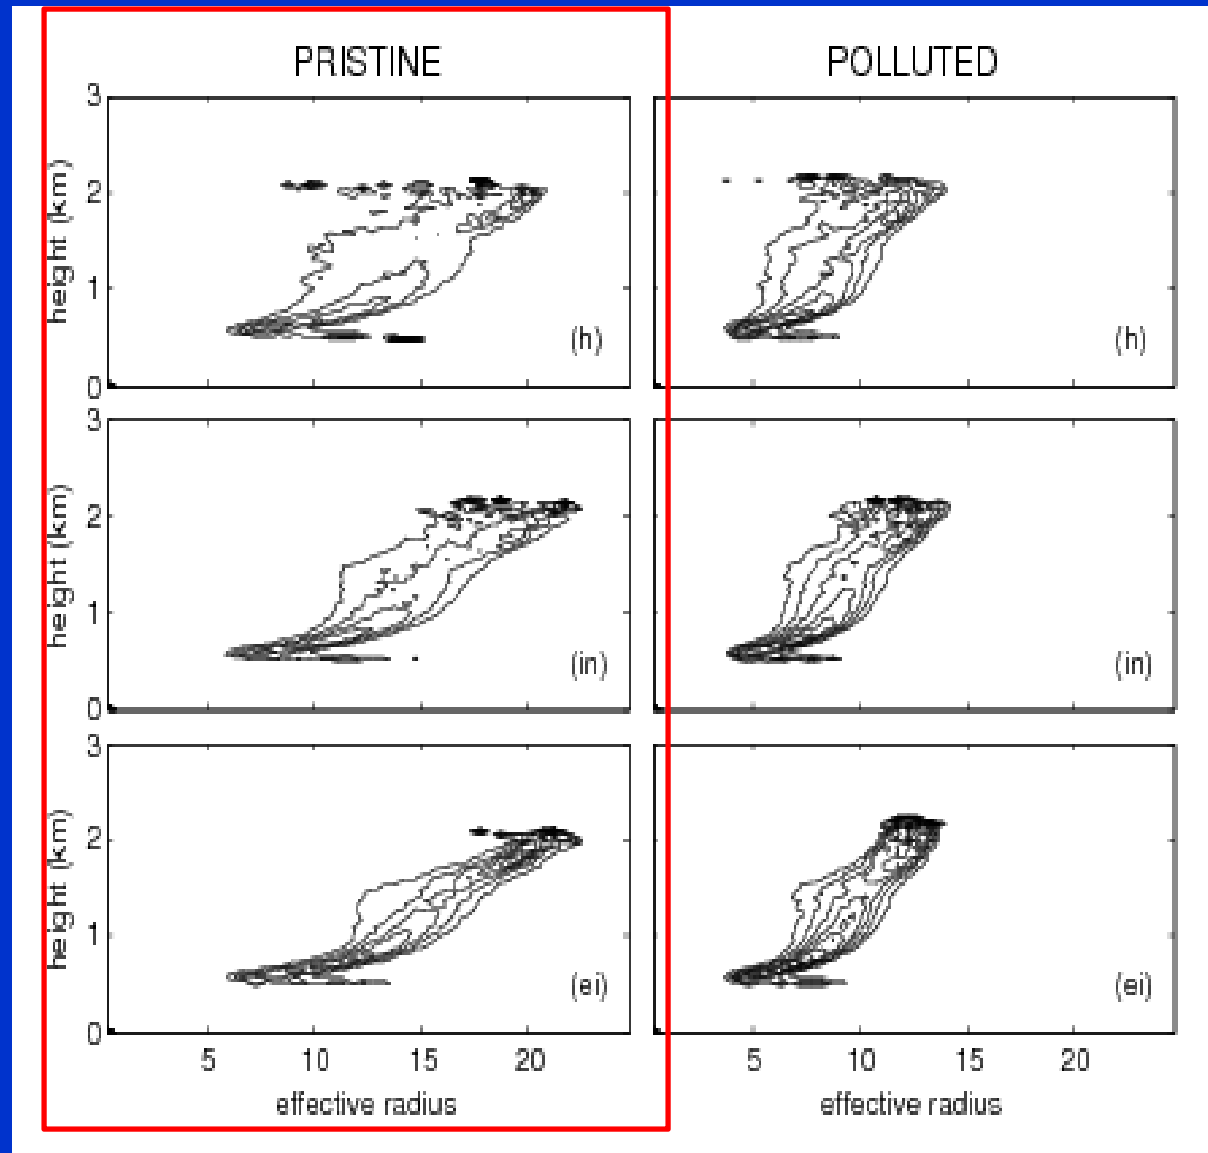 PRISTINE POLLUTED
3
height (km)
2
1
0
(h) (h)
3
height (km)
2
1
0
(in) (in)
3
height (km)
2
1
0
(ei) (ei)
5 10 15 20 5 10 15 20
effective radius effective radius